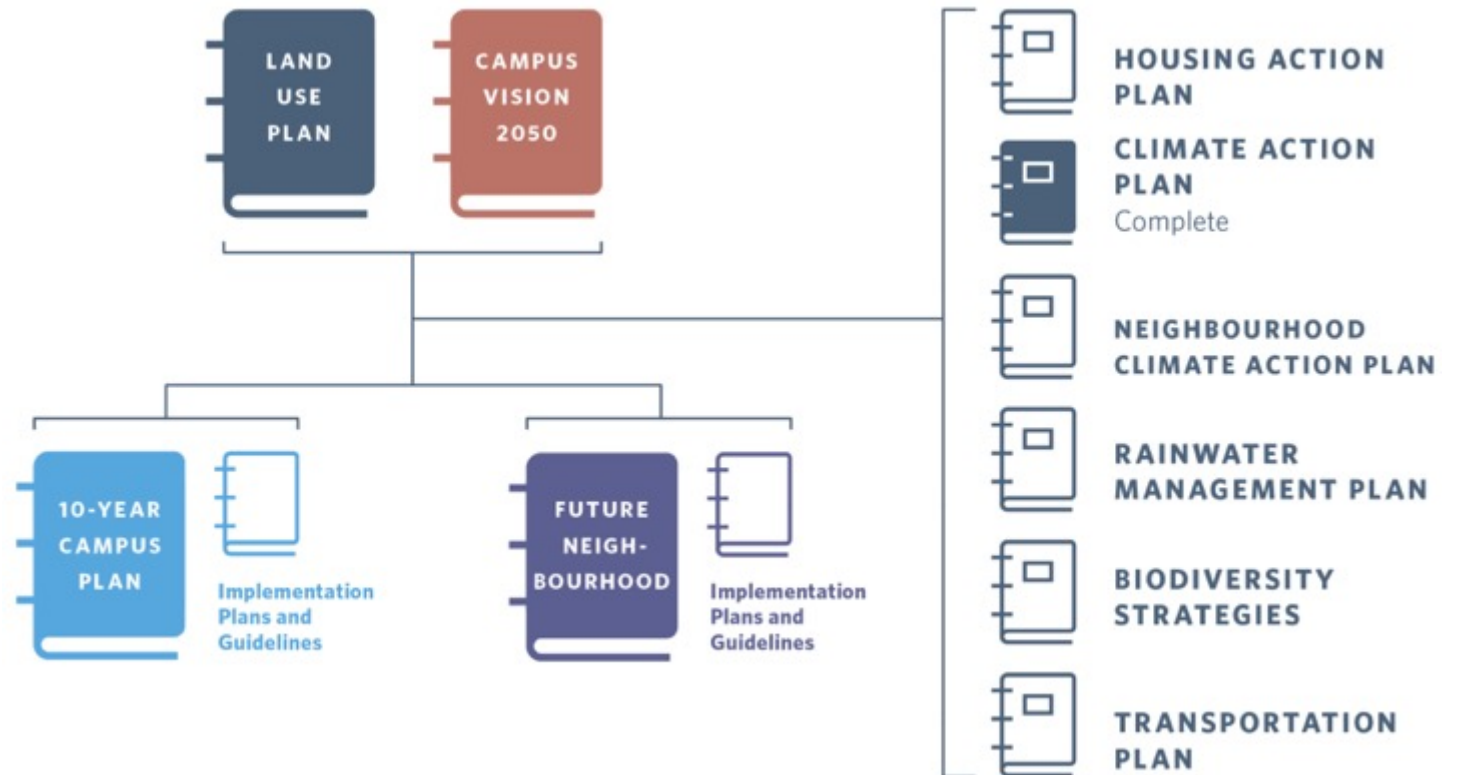 LAND
USE
PLAN
CAMPUS
VISION
2050
10-YEAR
CAMPUS
PLAN
Implementation
Plans and
Guidelines
FUTURE
NEIGH-
BOURHOOD
Implementation
Plans and
Guidelines
HOUSING ACTION
PLAN
CLIMATE ACTION
PLAN
Complete
NEIGHBOURHOOD
CLIMATE ACTION PLAN
RAINWATER
MANAGEMENT PLAN
BIODIVERSITY
STRATEGIES
TRANSPORTATION
PLAN